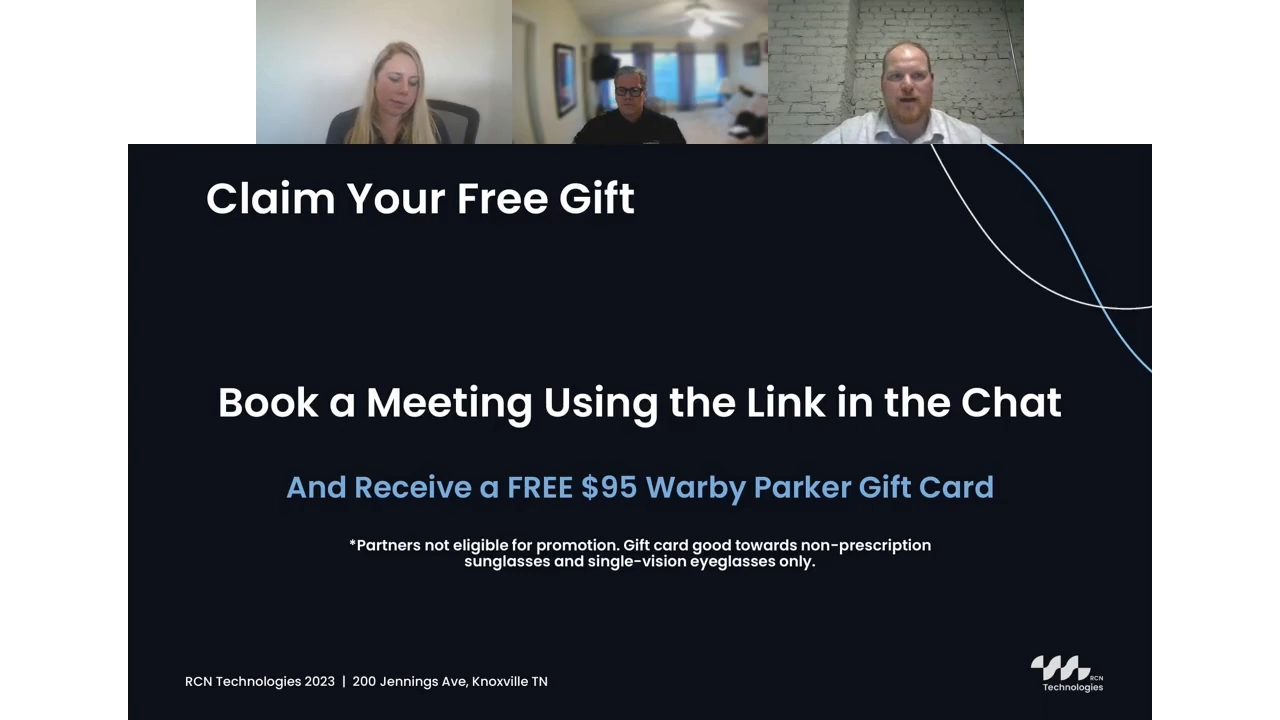 Claim Your Free Gift
Book a Meeting Using the Link in the Chat
And Receive a FREE $95 Warby Parker Gift Card
*Partners not eligible for promotion. Gift card good towards non-prescription
sunglasses and single-vision eyeglasses only.
RCN Technologies 2023 | 200 Jennings Ave, Knoxville TN
RCN
Technologies